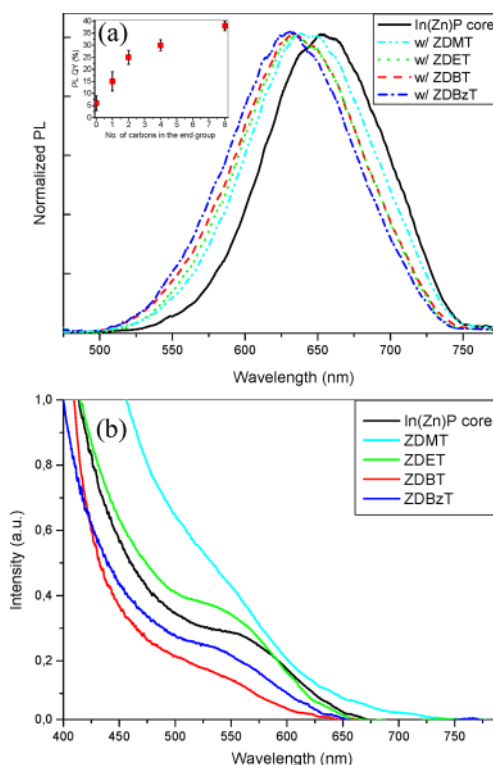 PL QY (%)
40
35
30
25
20
15
10
5
0
0 1 2 3 4 5 6 7 8
No. of carbons in the end group
(a)
In(Zn)P core
w/ ZDMT
w/ ZDET
w/ ZDBT
w/ ZDBzT
Normalized PL
500 550 600 650 700 750
Wavelength (nm)
(b)
In(Zn)P core
ZDMT
ZDET
ZDBT
ZDBzT
Intensity (a.u.)
1,0
0,8
0,6
0,4
0,2
0,0
400 450 500 550 600 650 700 750
Wavelength (nm)